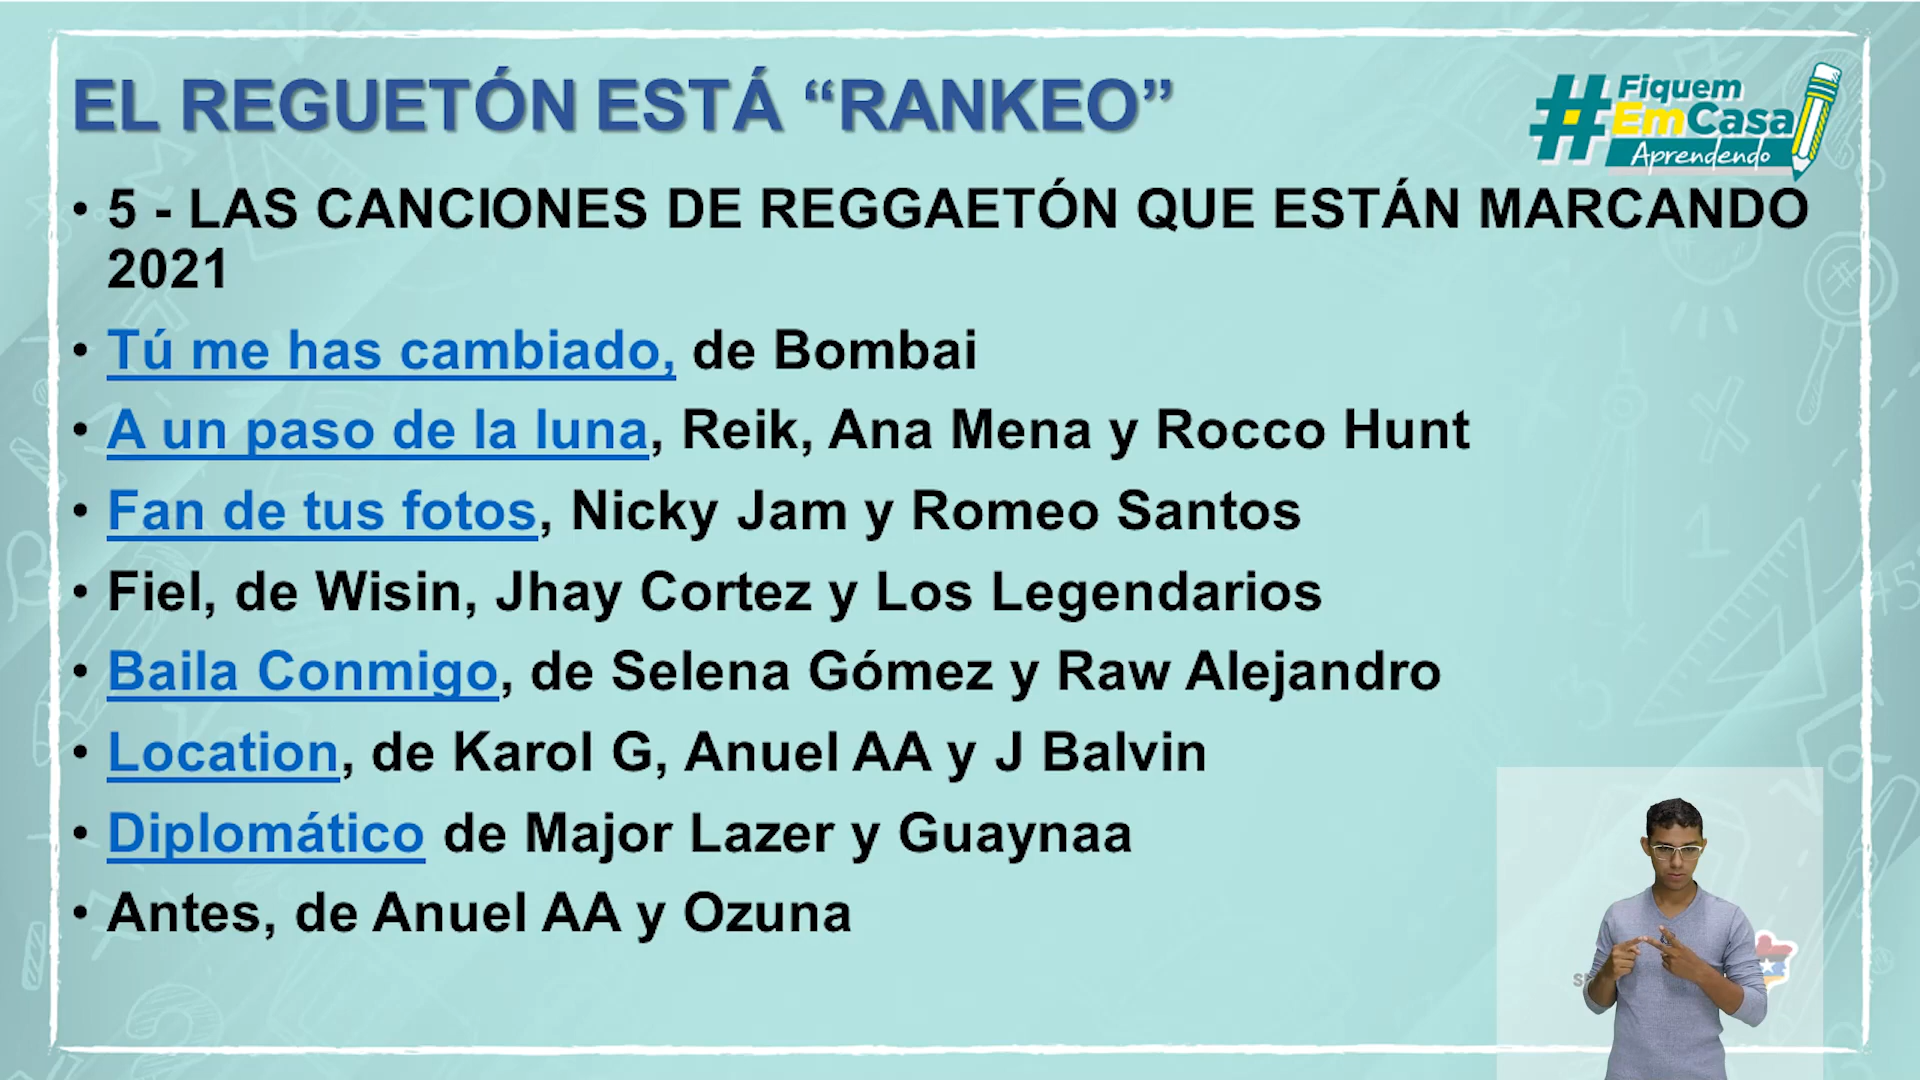 EL REGUETÓN ESTÁ “RANKEO”
#Fiquem
EmCasa
Aprendendo
• 5 - LAS CANCIONES DE REGGAETÓN QUE ESTÁN MARCANDO
2021
• Tú me has cambiado, de Bombai
• A un paso de la luna, Reik, Ana Mena y Rocco Hunt
• Fan de tus fotos, Nicky Jam y Romeo Santos
• Fiel, de Wisin, Jhay Cortez y Los Legendarios
• Baila Conmigo, de Selena Gómez y Raw Alejandro
• Location, de Karol G, Anuel AA y J Balvin
• Diplomático de Major Lazer y Guaynaa
• Antes, de Anuel AA y Ozuna